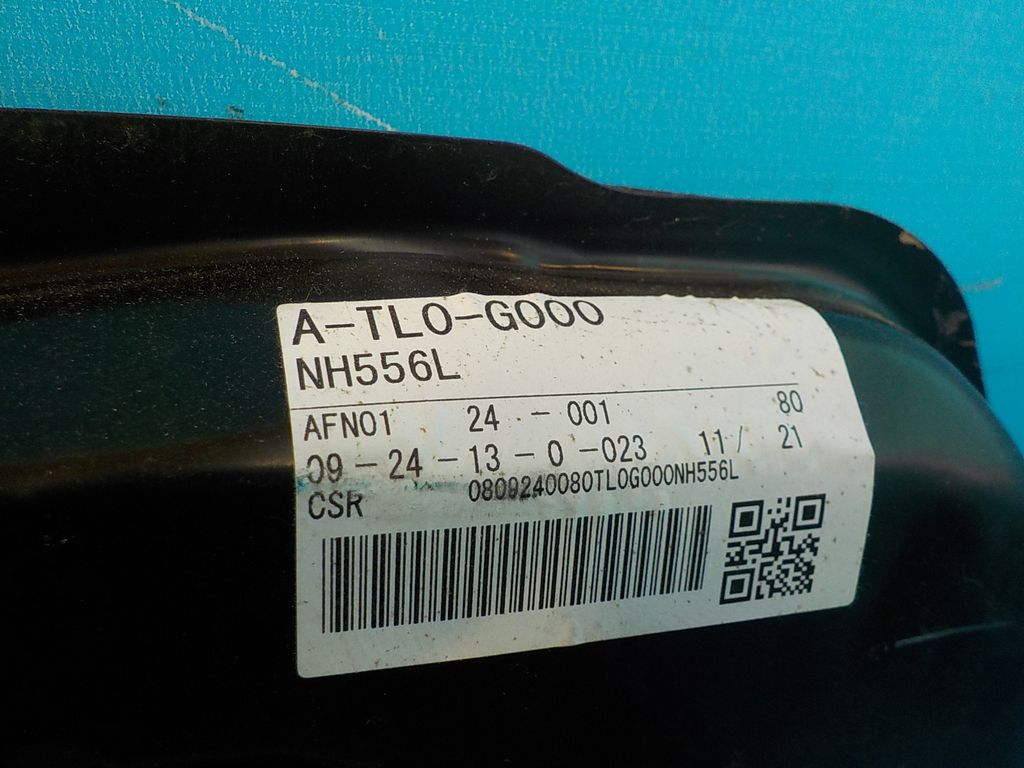 A-TL0-G000
NH556L
AFN01 24 - 001 80
09 - 24 - 13 - 0 - 023 11 / 21
CSR 0809240080TL0G000NH556L